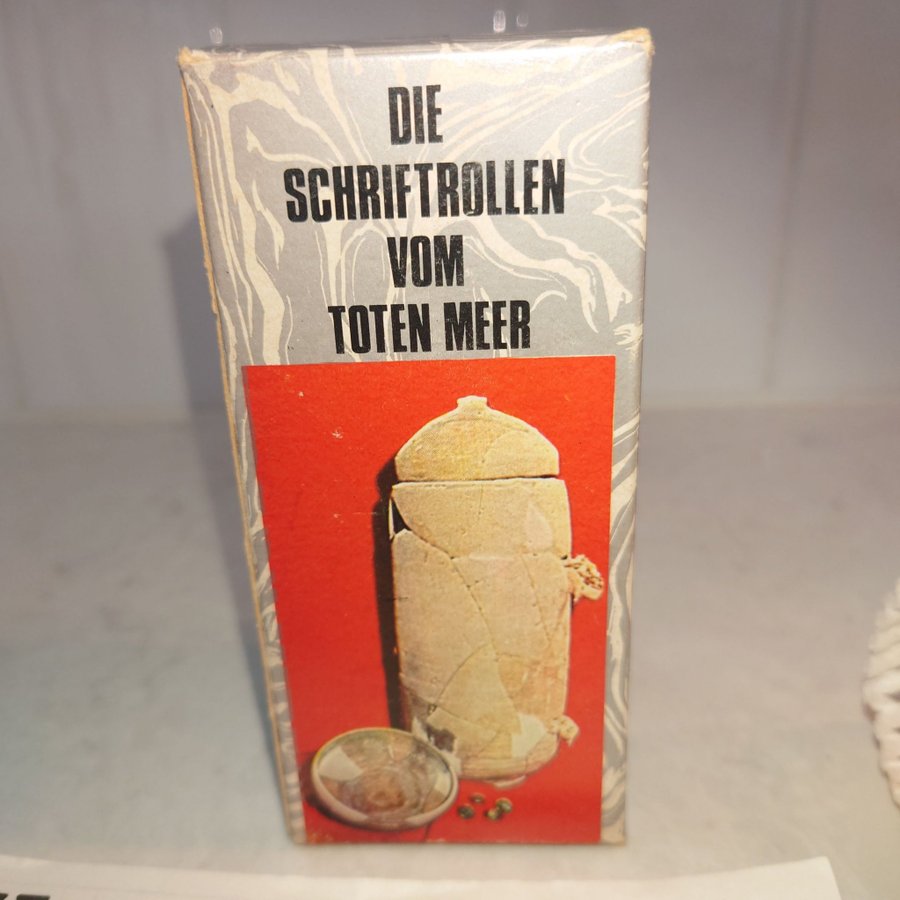 DIE
SCHRIFTROLLEN
VOM
TOTEN MEER